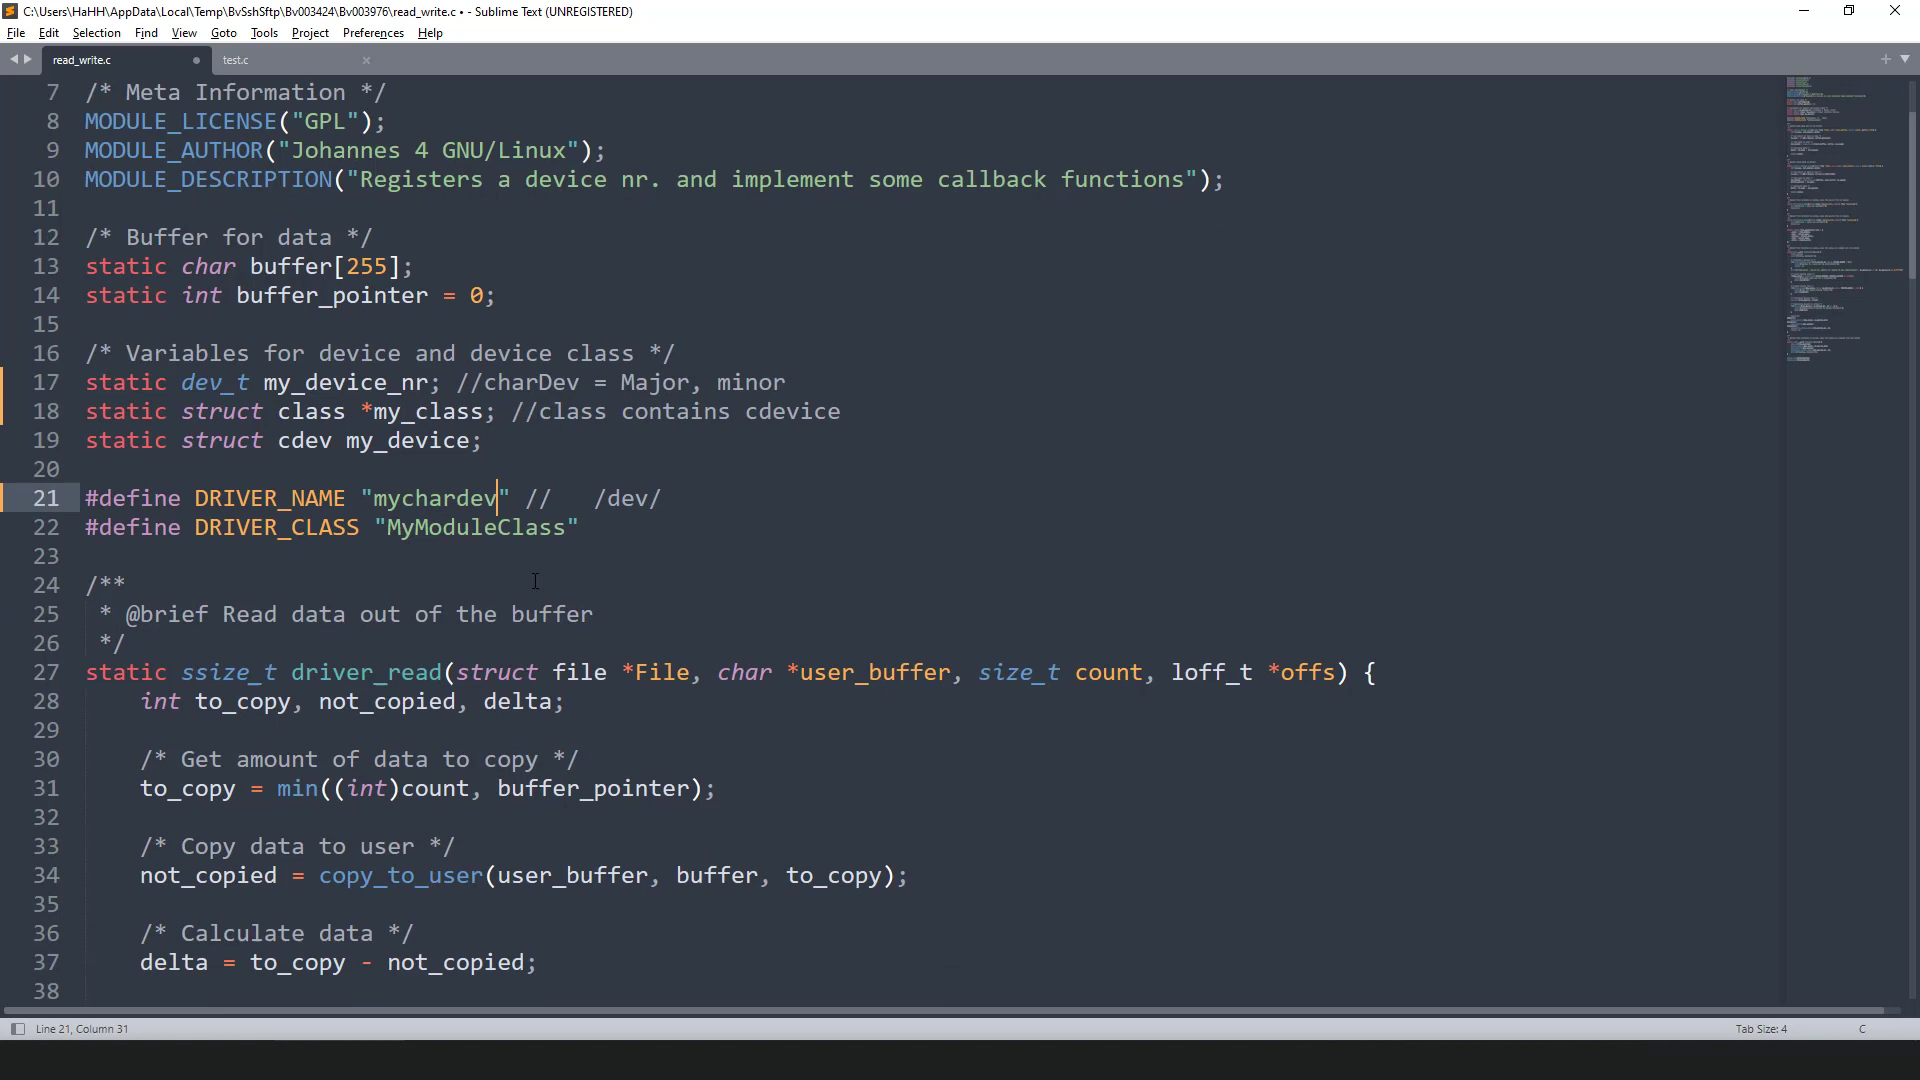 C:\Users\HaHH\AppData\Local\Temp\BvSshSftp\Bv003424\Bv003976\read_write.c • - Sublime Text (UNREGISTERED)
File Edit Selection Find View Goto Tools Project Preferences Help
read_write.c test.c
7 /* Meta Information */
8 MODULE_LICENSE("GPL");
9 MODULE_AUTHOR("Johannes 4 GNU/Linux");
10 MODULE_DESCRIPTION("Registers a device nr. and implement some callback functions");
11
12 /* Buffer for data */
13 static char buffer[255];
14 static int buffer_pointer = 0;
15
16 /* Variables for device and device class */
17 static dev_t my_device_nr; //charDev = Major, minor
18 static struct class *my_class; //class contains cdevice
19 static struct cdev my_device;
20
21 #define DRIVER_NAME "mychardev" //   /dev/
22 #define DRIVER_CLASS "MyModuleClass"
23
24 /**
25  * @brief Read data out of the buffer
26  */
27 static ssize_t driver_read(struct file *File, char *user_buffer, size_t count, loff_t *offs) {
28     int to_copy, not_copied, delta;
29
30     /* Get amount of data to copy */
31     to_copy = min((int)count, buffer_pointer);
32
33     /* Copy data to user */
34     not_copied = copy_to_user(user_buffer, buffer, to_copy);
35
36     /* Calculate data */
37     delta = to_copy - not_copied;
38
Line 21, Column 31 Tab Size: 4 C